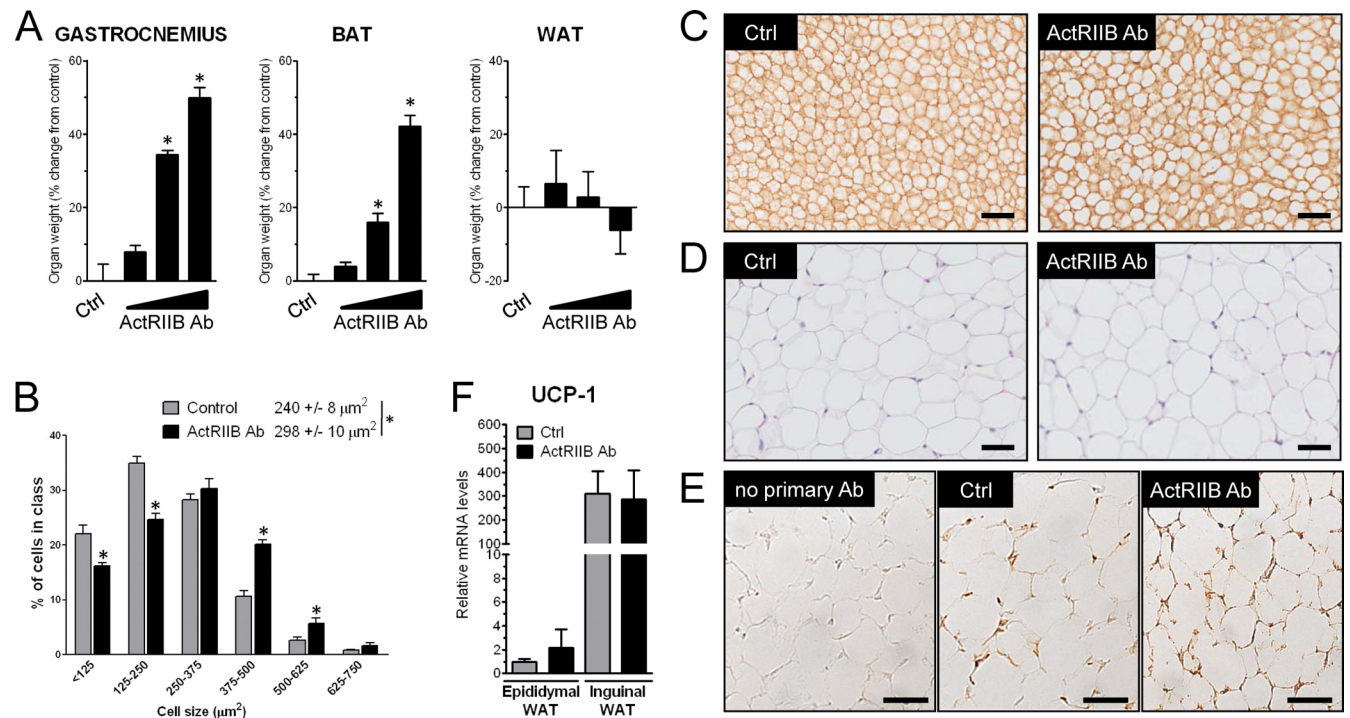 A
GASTROCNEMIUS
Organ weight (% change from control)
60
40
20
0
Ctrl
ActRIIB Ab
*
*
BAT
Organ weight (% change from control)
60
40
20
0
Ctrl
ActRIIB Ab
*
*
WAT
Organ weight (% change from control)
40
20
0
-20
Ctrl
ActRIIB Ab
B
Control 240 +/- 8 μm²
ActRIIB Ab 298 +/- 10 μm²
*
% of cells in class
40
30
20
10
0
*
*
*
*
<125
125-250
250-375
375-500
500-625
625-750
Cell size (μm²)
F
UCP-1
Ctrl
ActRIIB Ab
Relative mRNA levels
600
500
400
300
200
100
10
8
6
4
2
0
Epididymal
WAT
Inguinal
WAT
C
Ctrl
ActRIIB Ab
D
Ctrl
ActRIIB Ab
E
no primary Ab
Ctrl
ActRIIB Ab